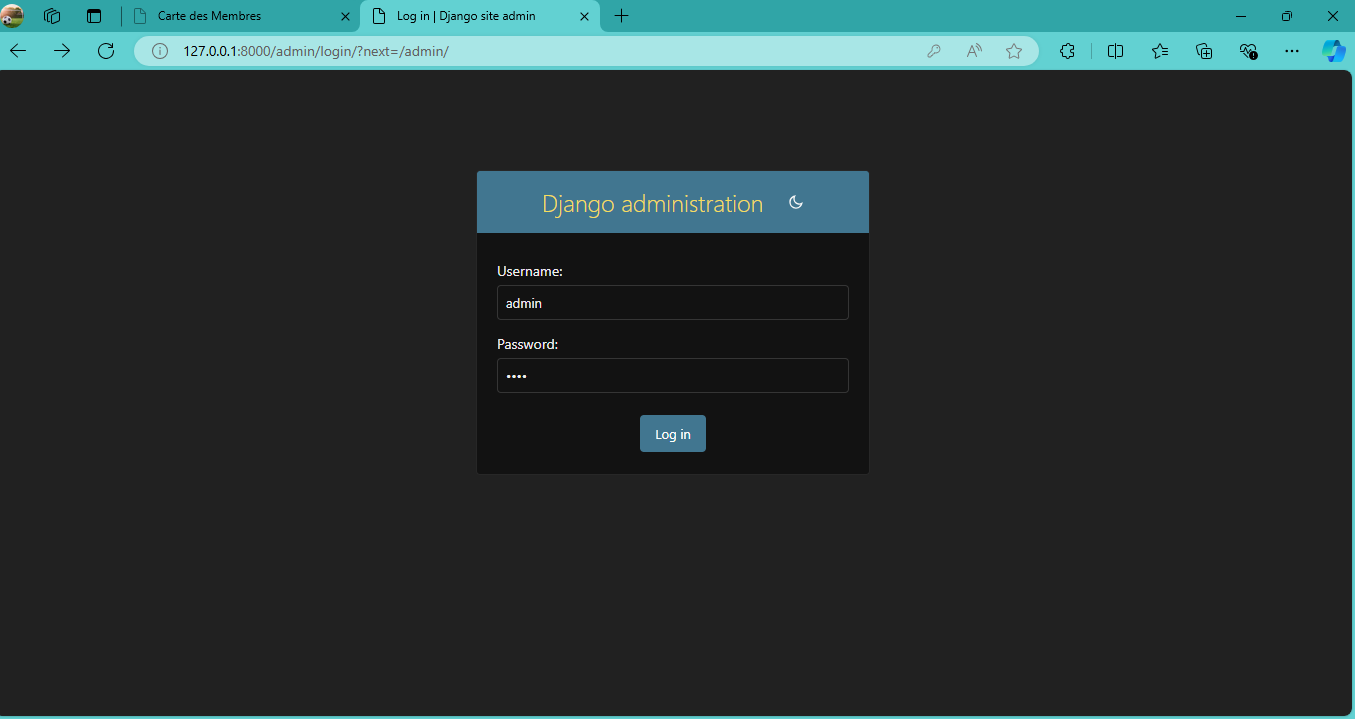 Carte des Membres
Log in | Django site admin
127.0.0.1:8000/admin/login/?next=/admin/
Django administration
Username:
admin
Password:
••••
Log in